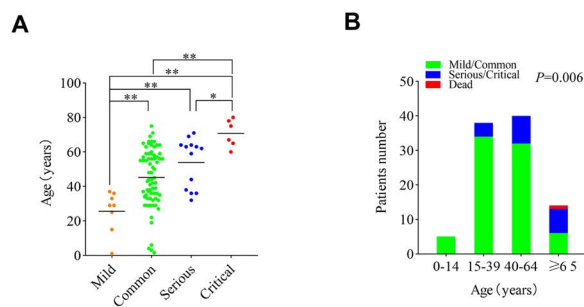 A
**
**
**
** *
100
80
60
40
20
0
Age (years)
Mild Common Serious Critical
B
Mild/Common
Serious/Critical
Dead
P=0.006
50
40
30
20
10
0
Patients number
0-14 15-39 40-64 ≥6 5
Age (years)